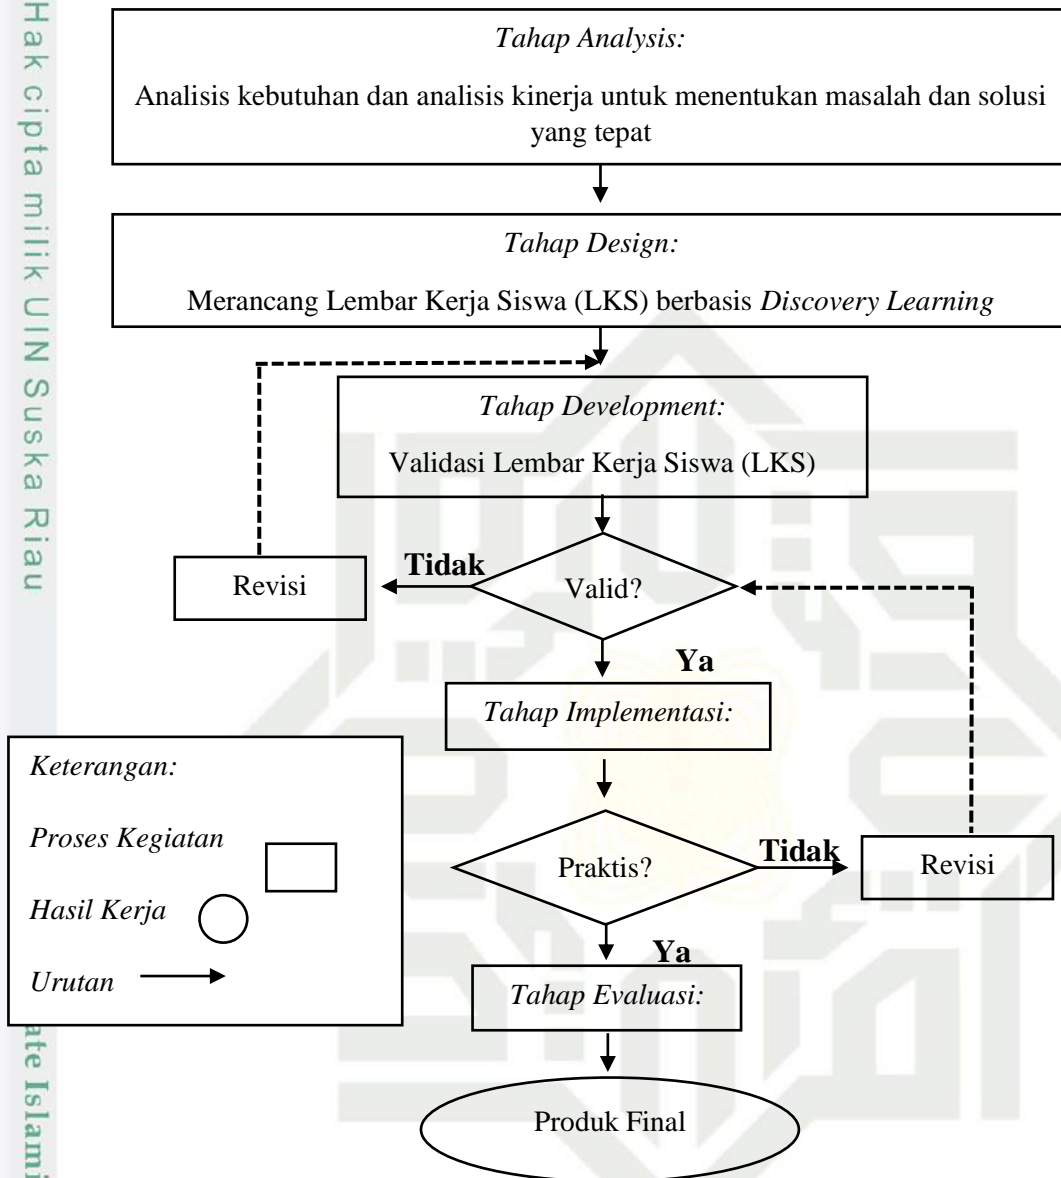 Hak cipta milik UIN Suska Riau
Tahap Analysis:
Analisis kebutuhan dan analisis kinerja untuk menentukan masalah dan solusi
yang tepat
Tahap Design:
Merancang Lembar Kerja Siswa (LKS) berbasis Discovery Learning
Tahap Development:
Validasi Lembar Kerja Siswa (LKS)
Revisi
Tidak
Valid?
Ya
Tahap Implementasi:
Keterangan:
Proses Kegiatan
Hasil Kerja
Urutan
Praktis?
Tidak
Revisi
Ya
Tahap Evaluasi:
Produk Final